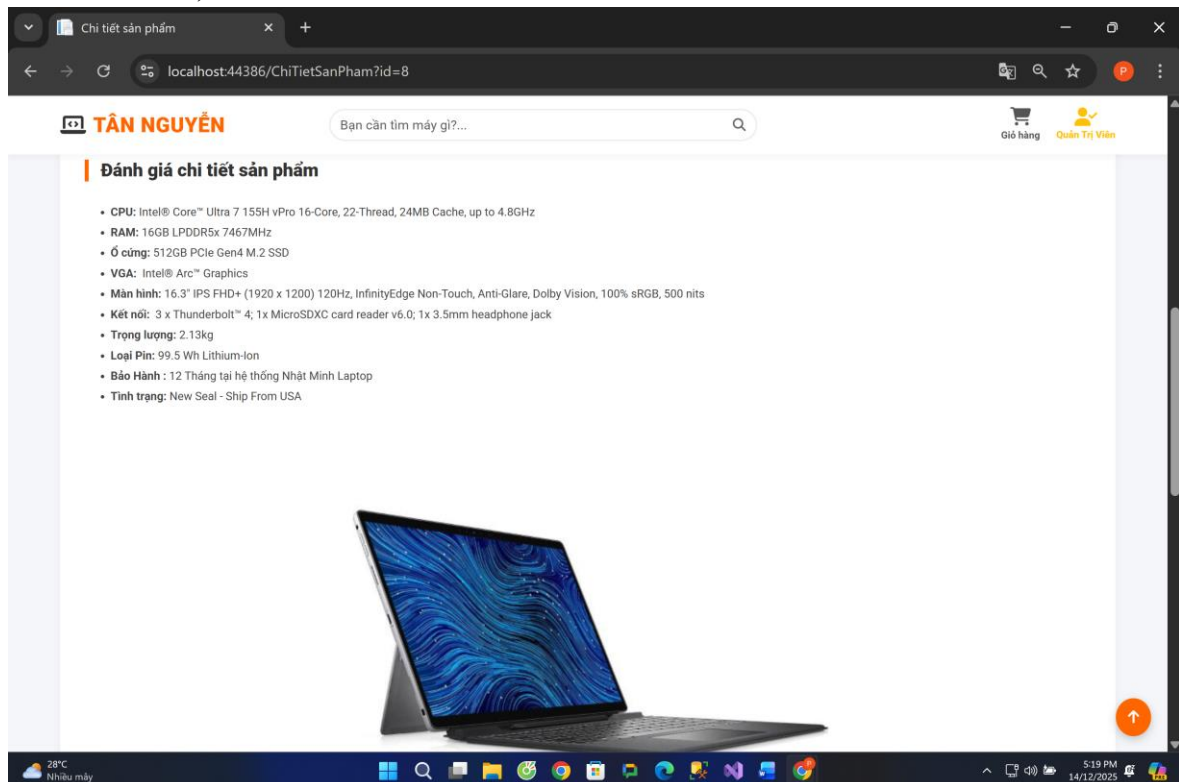 Chi tiết sản phẩm
localhost:44386/ChiTietSanPham?id=8
P
TÂN NGUYỄN
Bạn cần tìm máy gì?...
Giỏ hàng
Quản Trị Viên
Đánh giá chi tiết sản phẩm
• CPU: Intel® Core™ Ultra 7 155H vPro 16-Core, 22-Thread, 24MB Cache, up to 4.8GHz
• RAM: 16GB LPDDR5x 7467MHz
• Ổ cứng: 512GB PCIe Gen4 M.2 SSD
• VGA: Intel® Arc™ Graphics
• Màn hình: 16.3" IPS FHD+ (1920 x 1200) 120Hz, InfinityEdge Non-Touch, Anti-Glare, Dolby Vision, 100% sRGB, 500 nits
• Kết nối: 3 x Thunderbolt™ 4; 1x MicroSDXC card reader v6.0; 1x 3.5mm headphone jack
• Trọng lượng: 2.13kg
• Loại Pin: 99.5 Wh Lithium-Ion
• Bảo Hành : 12 Tháng tại hệ thống Nhật Minh Laptop
• Tình trạng: New Seal - Ship From USA
28°C
Nhiều mây
5:19 PM
14/12/2025